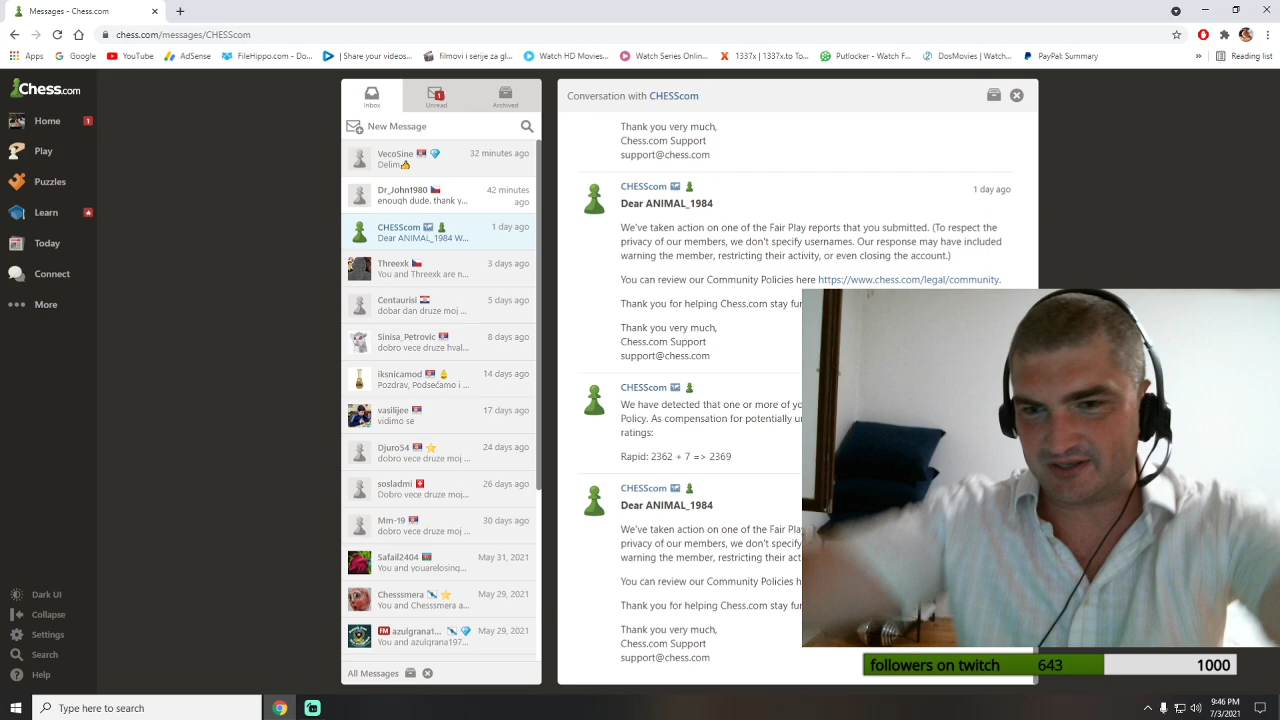 Chess.com - Play Chess Online
chess.com/messages/CHESScom
Apps
Google
YouTube
AdSense
FileHippo.com - Do...
| Share your videos...
filmovi i serije za gl...
Watch HD Movies...
Watch Series Onlin...
1337x | 1337x.to To...
Putlocker - Watch F...
DosMovies | Watch...
PayPal: Summary
»
Reading list
Chess.com
Home 1
Play
Puzzles
Learn
Today
Connect
More
Dark UI
Collapse
Settings
Search
Help
Inbox
1
Unread
Archived
New Message
VecoSine 32 minutes ago
Delim
Dr_John1980 42 minutes
enough dude. thank y... ago
CHESScom 1 day ago
Dear ANIMAL_1984 W...
Threexk 3 days ago
You and Threexk are n...
Centaurisi 5 days ago
dobar dan druze moj ...
Sinisa_Petrovic 8 days ago
dobro vece druze hval...
iksnicamod 14 days ago
Pozdrav, Podsećamo i ...
vasilijee 17 days ago
vidimo se
Djuro54 24 days ago
dobro vece druze moj ...
sosladmi 26 days ago
Dobro vece druze moj ...
Mm-19 30 days ago
dobro vece druze moj ...
Safail2404 May 31, 2021
You and youarelosing...
Chesssmera May 29, 2021
You and Chesssmera a...
FM azulgrana1... May 29, 2021
You and azulgrana197...
All Messages
Conversation with CHESScom
Thank you very much,
Chess.com Support
support@chess.com
CHESScom 1 day ago
Dear ANIMAL_1984
We've taken action on one of the Fair Play reports that you submitted. (To respect the
privacy of our members, we don't specify usernames. Our response may have included
warning the member, restricting their activity, or even closing the account.)
You can review our Community Policies here https://www.chess.com/legal/community.
Thank you for helping Chess.com stay fu
Thank you very much,
Chess.com Support
support@chess.com
CHESScom
We have detected that one or more of yo
Policy. As compensation for potentially u
ratings:
Rapid: 2362 + 7 => 2369
CHESScom
Dear ANIMAL_1984
We've taken action on one of the Fair Play
privacy of our members, we don't specify
warning the member, restricting their act
You can review our Community Policies h
Thank you for helping Chess.com stay fu
Thank you very much,
Chess.com Support
support@chess.com
followers on twitch 643 1000
Type here to search
9:46 PM
7/3/2021